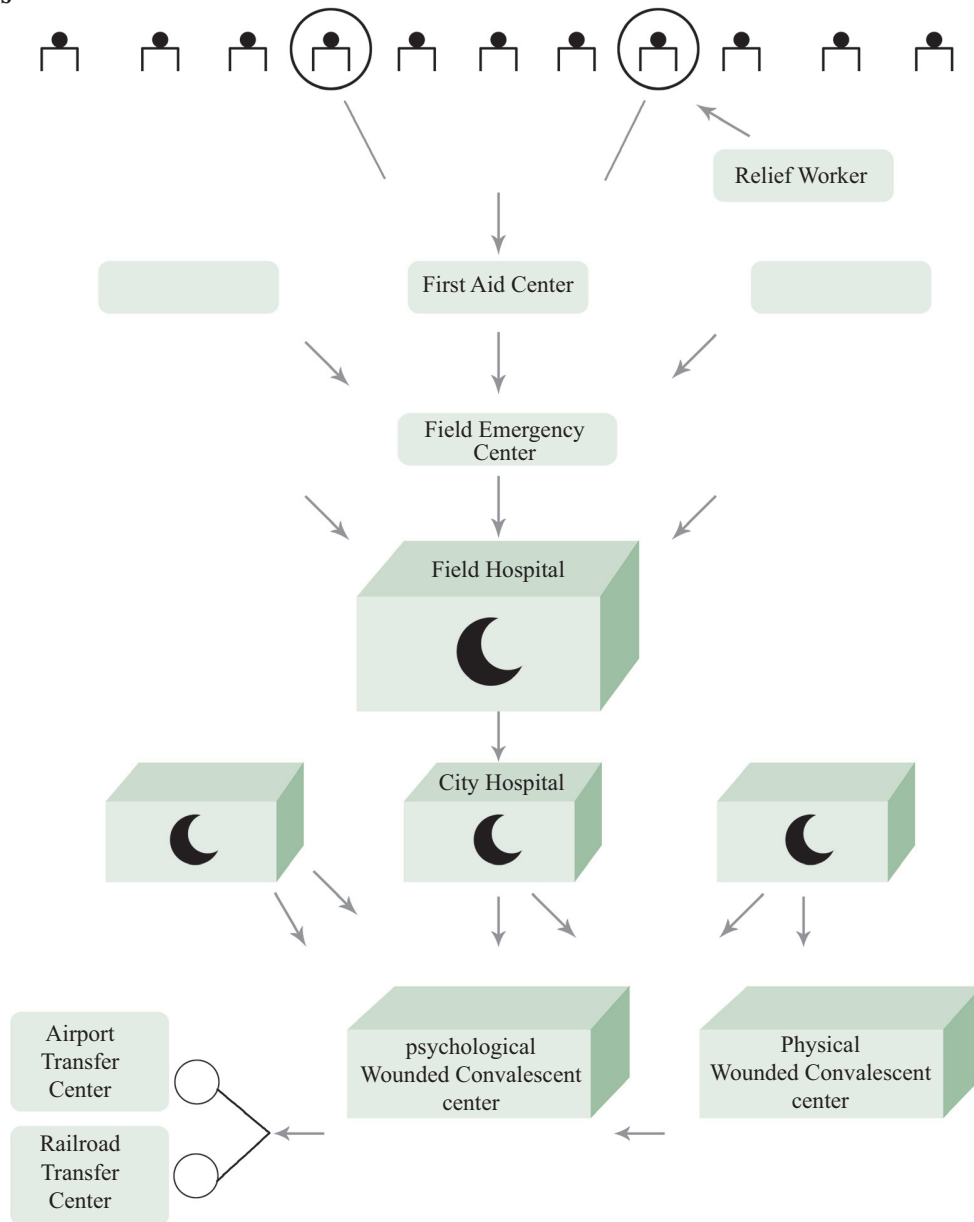 s
Relief Worker
First Aid Center
Field Emergency
Center
Field Hospital
City Hospital
psychological
Wounded Convalescent
center
Physical
Wounded Convalescent
center
Airport
Transfer
Center
Railroad
Transfer
Center